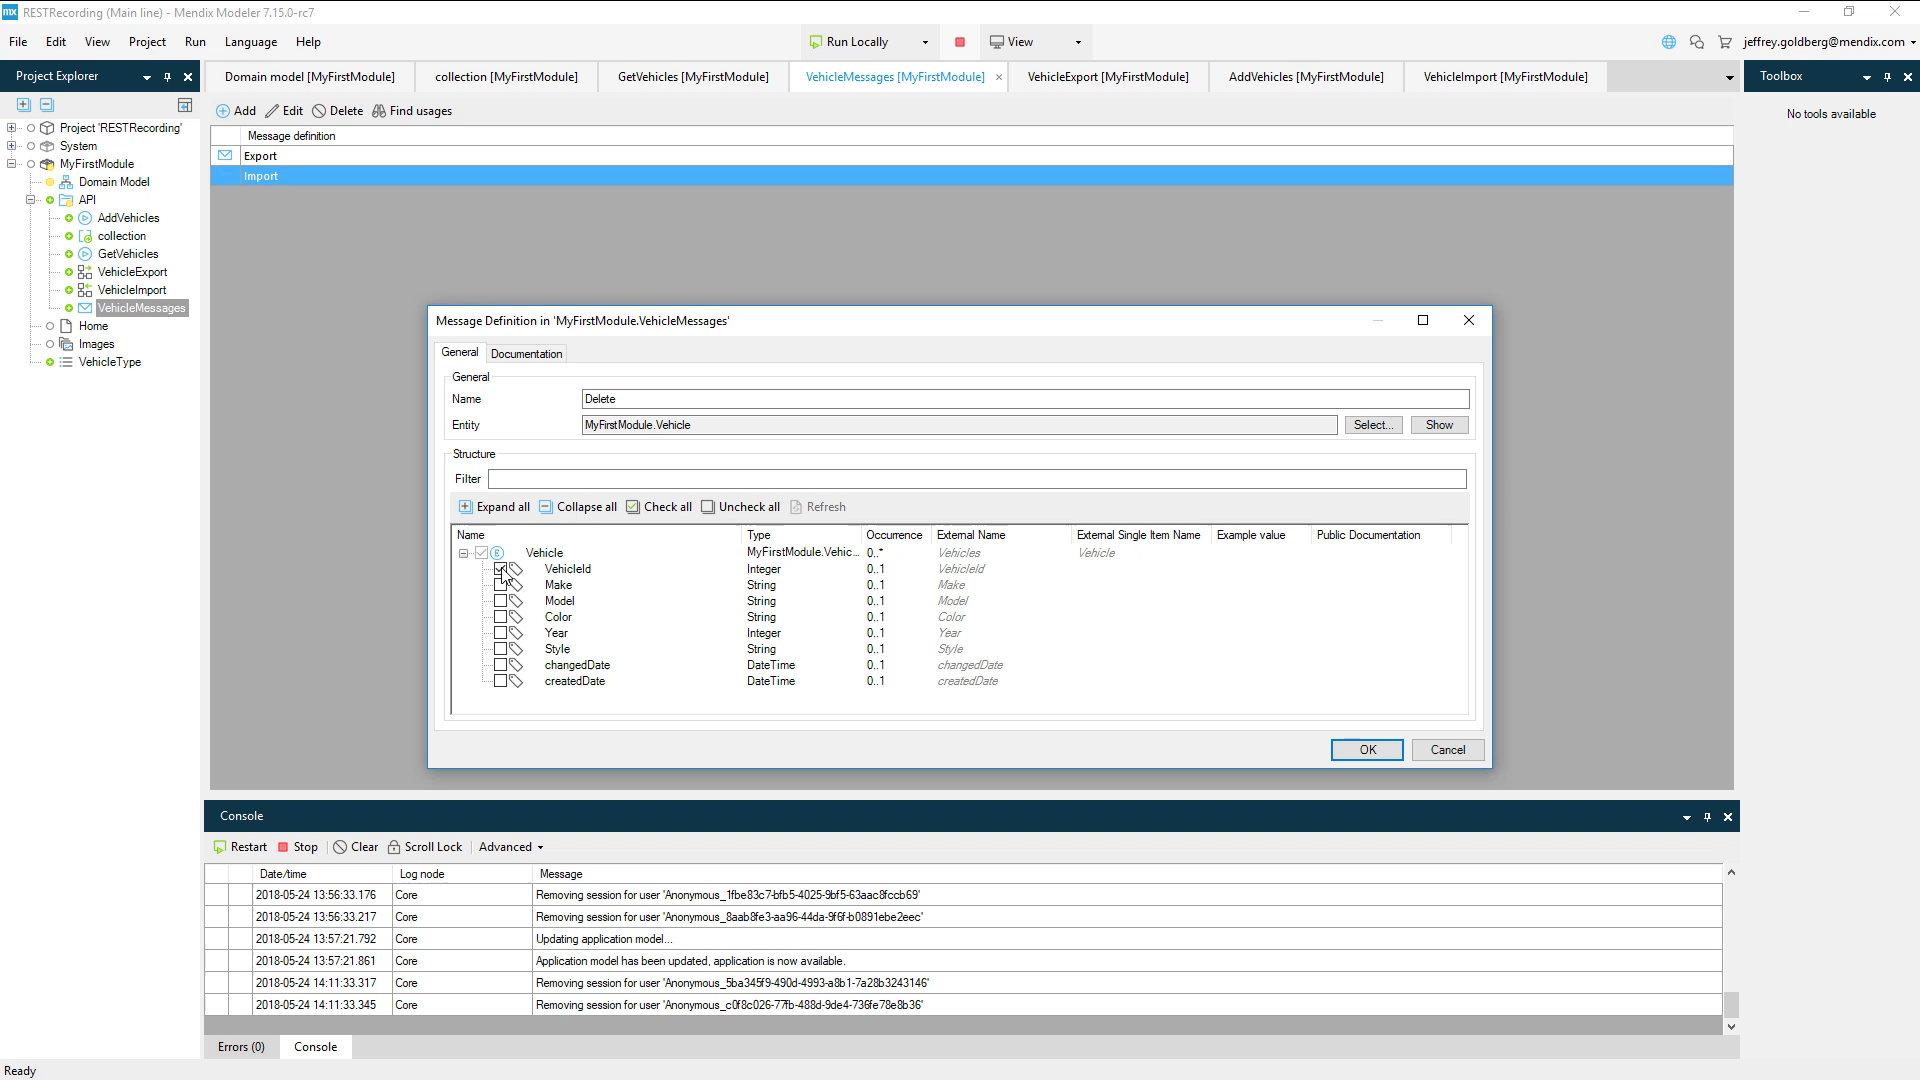 RESTRecording (Main line) - Mendix Modeler 7.15.0-rc7
File Edit View Project Run Language Help
Run Locally
View
jeffrey.goldberg@mendix.com
Project Explorer
Domain model [MyFirstModule] collection [MyFirstModule] GetVehicles [MyFirstModule] VehicleMessages [MyFirstModule] VehicleExport [MyFirstModule] AddVehicles [MyFirstModule] VehicleImport [MyFirstModule]
Toolbox
No tools available
Add Edit Delete Find usages
Project 'RESTRecording'
System
MyFirstModule
Domain Model
API
AddVehicles
collection
GetVehicles
VehicleExport
VehicleImport
VehicleMessages
Home
Images
VehicleType
Message definition
Export
Import
Message Definition in 'MyFirstModule.VehicleMessages'
General Documentation
General
Name Delete
Entity MyFirstModule.Vehicle Select... Show
Structure
Filter
Expand all Collapse all Check all Uncheck all Refresh
Name Type Occurrence External Name External Single Item Name Example value Public Documentation
Vehicle MyFirstModule.Vehic... 0..* Vehicles Vehicle
VehicleId Integer 0..1 VehicleId
Make String 0..1 Make
Model String 0..1 Model
Color String 0..1 Color
Year Integer 0..1 Year
Style String 0..1 Style
changedDate DateTime 0..1 changedDate
createdDate DateTime 0..1 createdDate
OK Cancel
Console
Restart Stop Clear Scroll Lock Advanced
Date/time Log node Message
2018-05-24 13:56:33.176 Core Removing session for user 'Anonymous_1fbe83c7-bfb5-4025-9bf5-63aac8fccb69'
2018-05-24 13:56:33.217 Core Removing session for user 'Anonymous_8aab8fe3-aa96-44da-9f6f-b0891ebe2eec'
2018-05-24 13:57:21.792 Core Updating application model...
2018-05-24 13:57:21.861 Core Application model has been updated, application is now available.
2018-05-24 14:11:33.317 Core Removing session for user 'Anonymous_5ba345f9-490d-4993-a8b1-7a28b3243146'
2018-05-24 14:11:33.345 Core Removing session for user 'Anonymous_c0f8c026-77fb-488d-9de4-736fe78e8b36'
Errors (0) Console
Ready